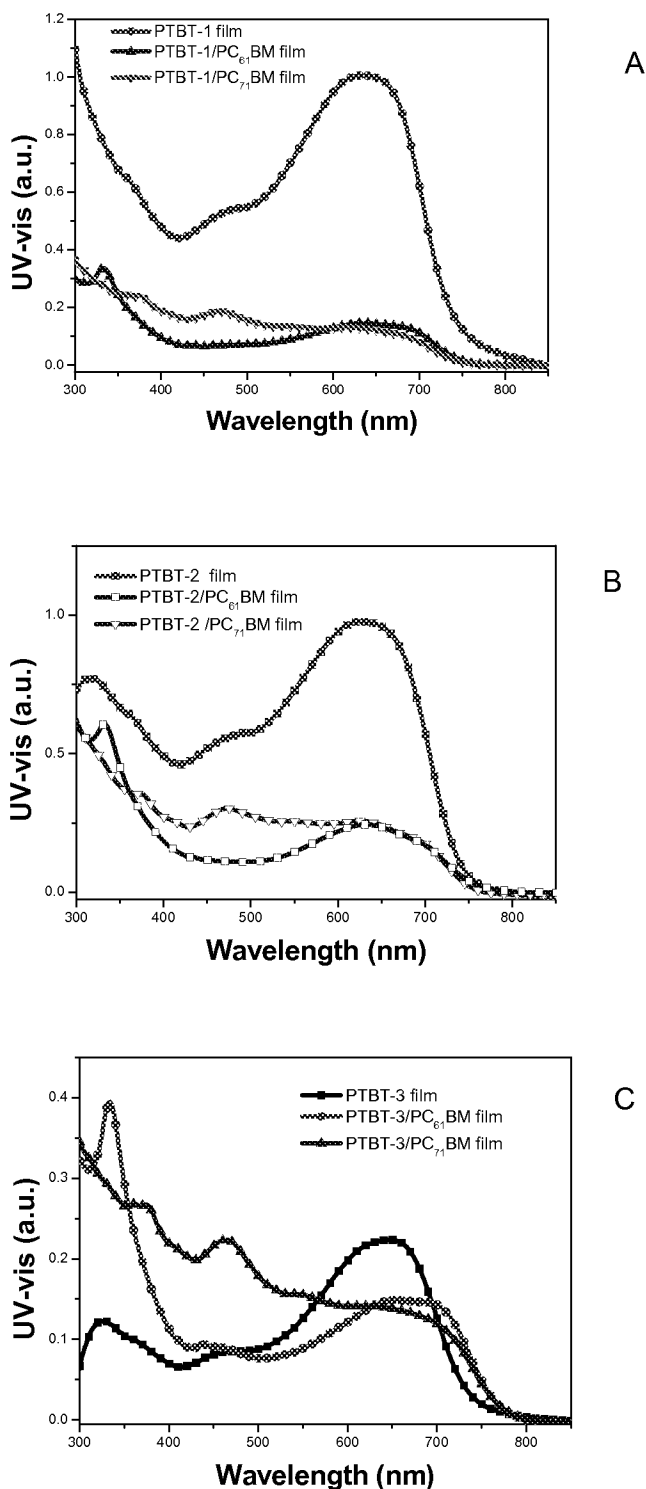 A
PTBT-1 film
PTBT-1/PC61BM film
PTBT-1/PC71BM film
UV-vis (a.u.)
1.2
1.0
0.8
0.6
0.4
0.2
0.0
300 400 500 600 700 800
Wavelength (nm)
B
PTBT-2 film
PTBT-2/PC61BM film
PTBT-2 /PC71BM film
UV-vis (a.u.)
1.0
0.5
0.0
300 400 500 600 700 800
Wavelength (nm)
C
PTBT-3 film
PTBT-3/PC61BM film
PTBT-3/PC71BM film
UV-vis (a.u.)
0.4
0.3
0.2
0.1
0.0
300 400 500 600 700 800
Wavelength (nm)